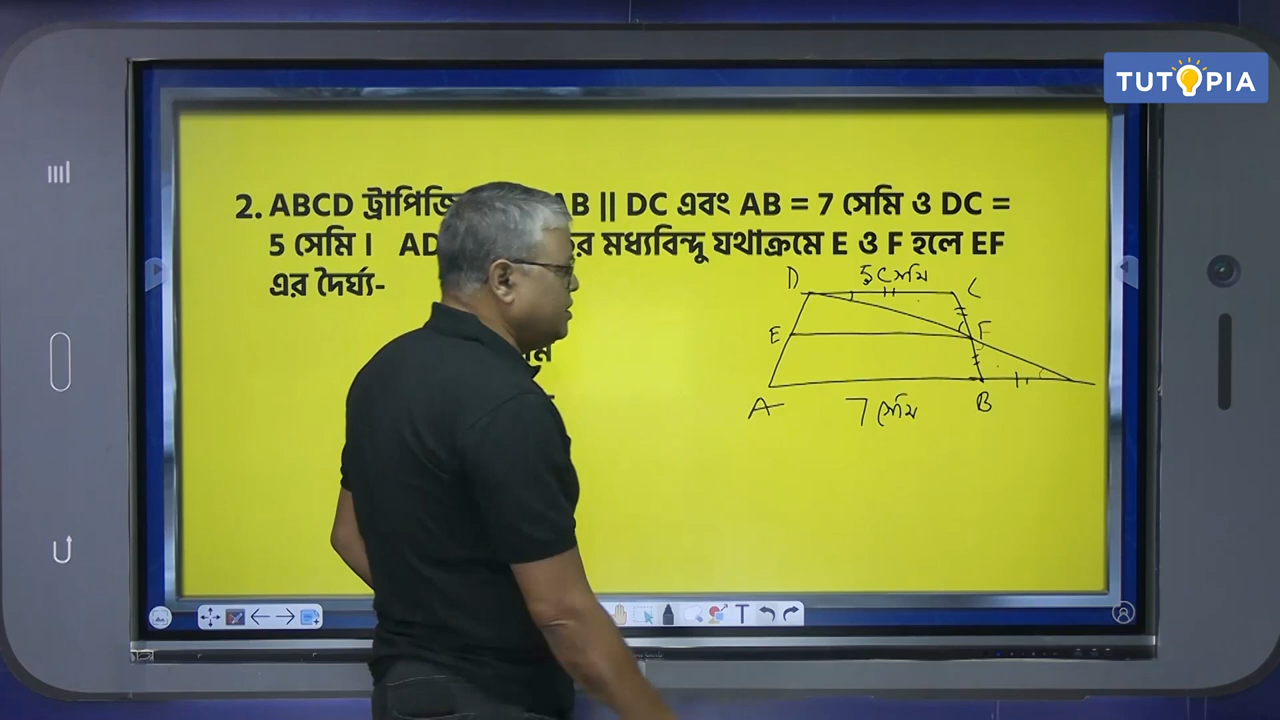 TUTOPIA
2. ABCD AB || DC এবং AB = 7 সেমি ও DC =
5 সেমি। মধ্যবিন্দু যথাক্রমে E ও F হলে EF
এর দৈর্ঘ্য-
D 5 সেমি C
E F
A 7 সেমি B
T